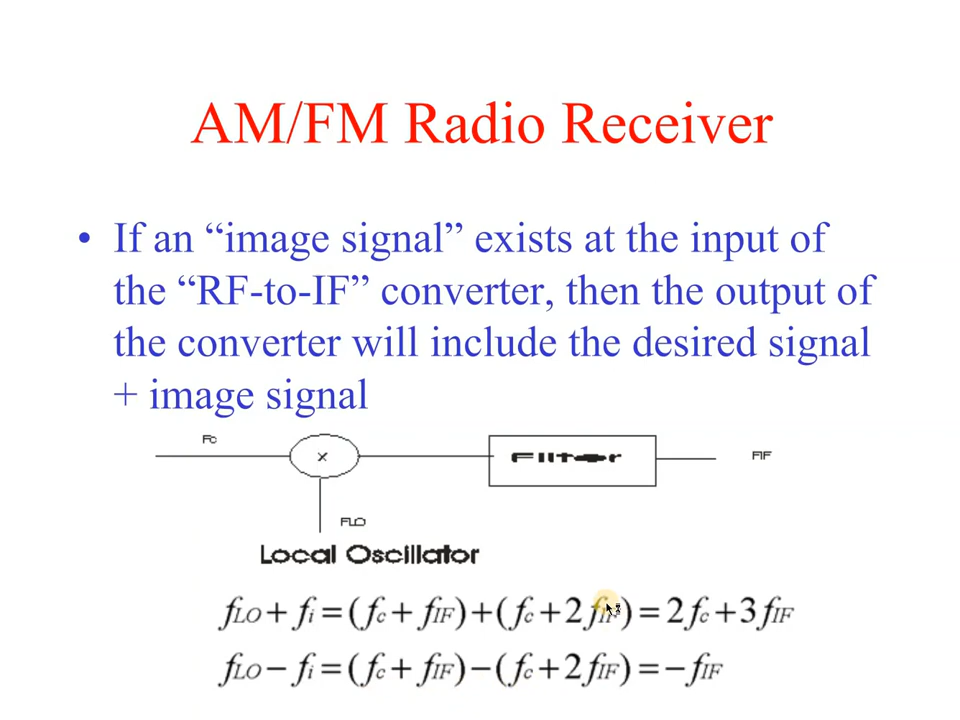 AM/FM Radio Receiver
• If an “image signal” exists at the input of
the “RF-to-IF” converter, then the output of
the converter will include the desired signal
+ image signal
Fc
x
Filter
FIF
FLO
Local Oscillator
fLO + fi = (fc + fIF) + (fc + 2fIF) = 2fc + 3fIF
fLO − fi = (fc + fIF) − (fc + 2fIF) = −fIF